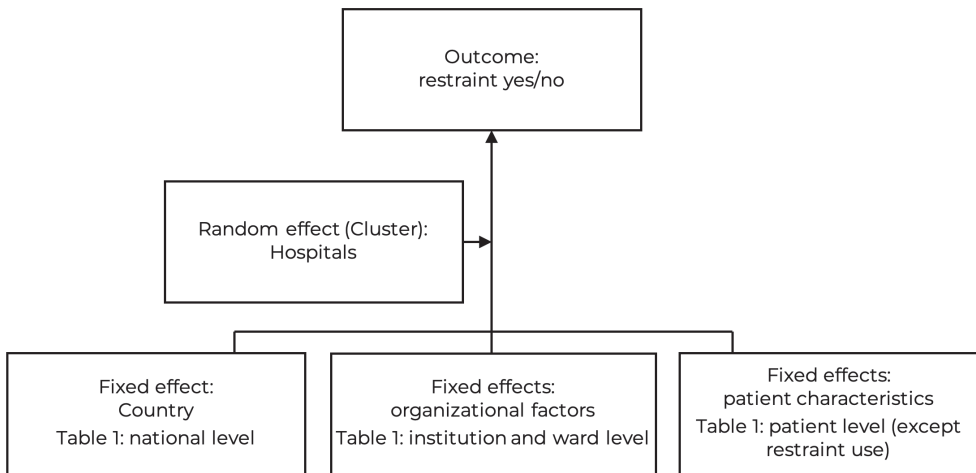 Outcome:
restraint yes/no
Random effect (Cluster):
Hospitals
Fixed effect:
Country
Table 1: national level
Fixed effects:
organizational factors
Table 1: institution and ward level
Fixed effects:
patient characteristics
Table 1: patient level (except
restraint use)